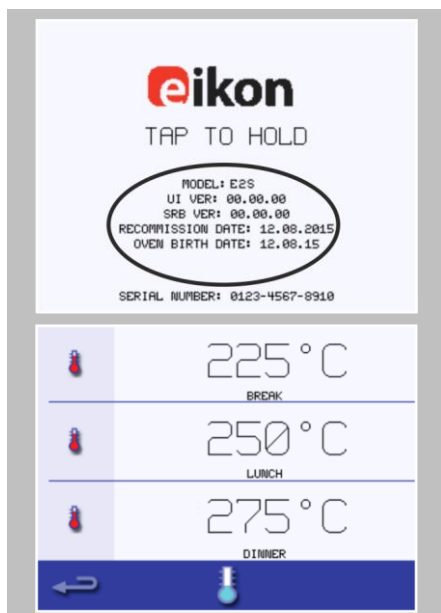 eikon
TAP TO HOLD
MODEL: E2S
UI VER: 00.00.00
SRB VER: 00.00.00
RECOMMISSION DATE: 12.08.2015
OVEN BIRTH DATE: 12.08.15
SERIAL NUMBER: 0123-4567-8910
225°C
BREAK
250°C
LUNCH
275°C
DINNER